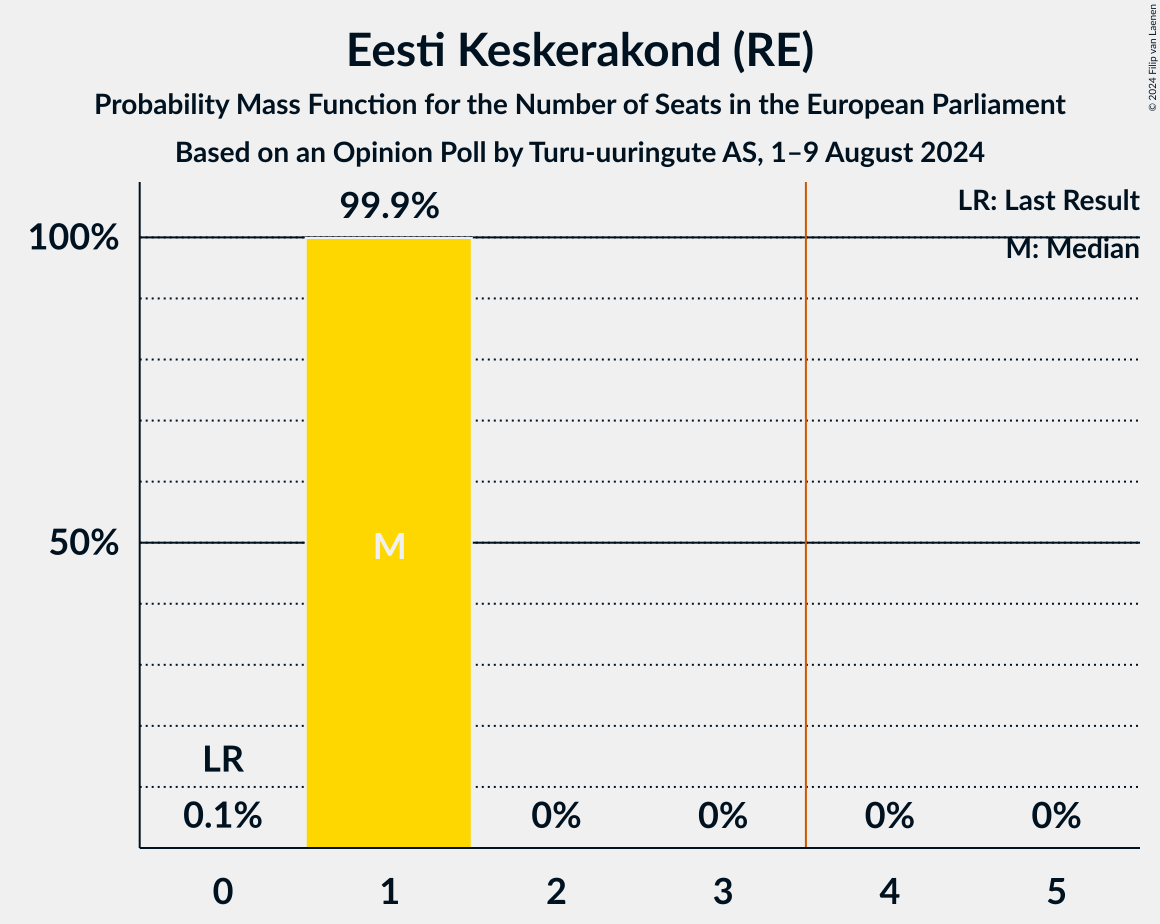 Eesti Keskerakond (RE)
Probability Mass Function for the Number of Seats in the European Parliament
Based on an Opinion Poll by Turu-uuringute AS, 1–9 August 2024
© 2024 Filip van Laenen
99.9%
LR: Last Result
100%
M: Median
50%
M
LR
0.1%
0%
0%
0%
0%
0
1
2
3
4
5